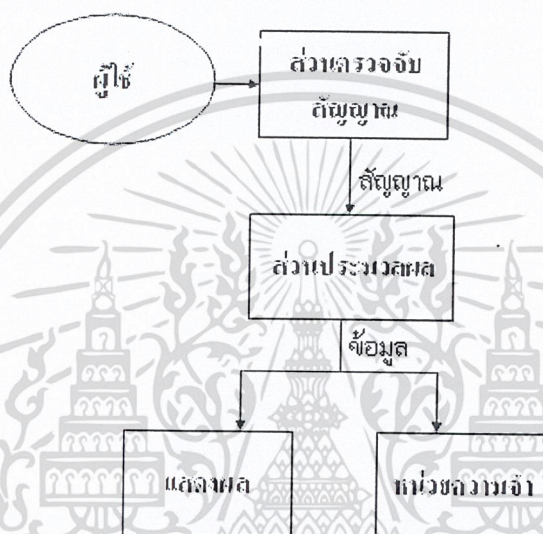 ผู้ใช้
ส่วนตรวจจับ
สัญญาณ
สัญญาณ
ส่วนประมวลผล
ข้อมูล
แสดงผล
หน่วยความจำ